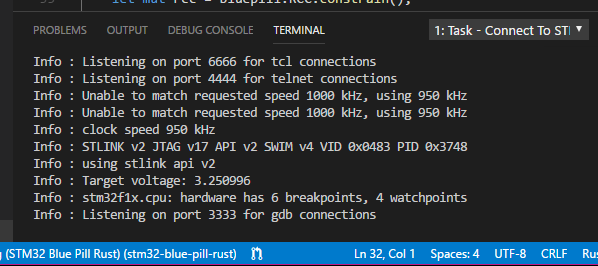 let mut rcc = bluepill.RCC.constrain();
PROBLEMS OUTPUT DEBUG CONSOLE TERMINAL 1: Task - Connect To ST
Info : Listening on port 6666 for tcl connections
Info : Listening on port 4444 for telnet connections
Info : Unable to match requested speed 1000 kHz, using 950 kHz
Info : Unable to match requested speed 1000 kHz, using 950 kHz
Info : clock speed 950 kHz
Info : STLINK v2 JTAG v17 API v2 SWIM v4 VID 0x0483 PID 0x3748
Info : using stlink api v2
Info : Target voltage: 3.250996
Info : stm32f1x.cpu: hardware has 6 breakpoints, 4 watchpoints
Info : Listening on port 3333 for gdb connections
(STM32 Blue Pill Rust) (stm32-blue-pill-rust) Ln 32, Col 1 Spaces: 4 UTF-8 CRLF Rus